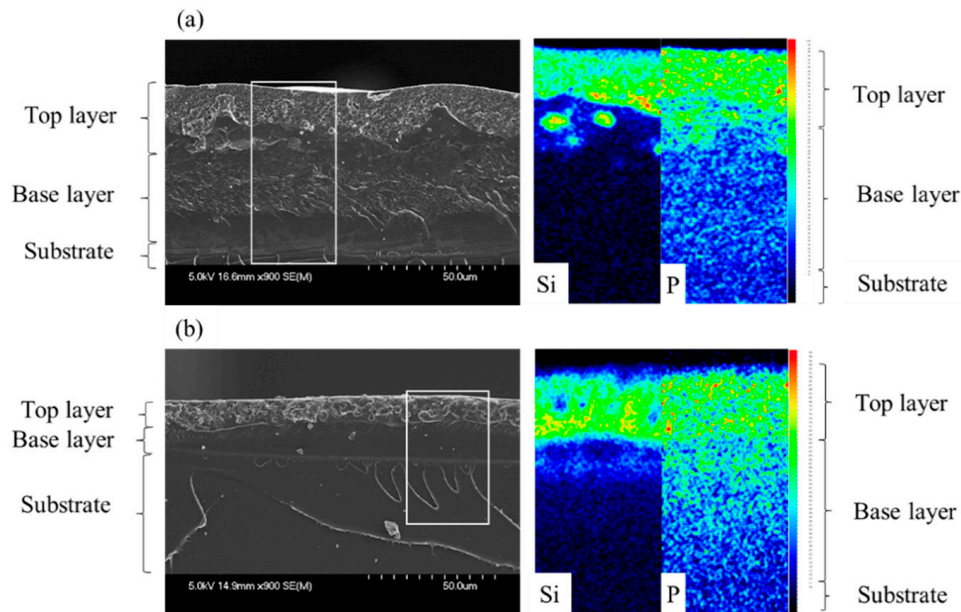 (a)
Top layer
Base layer
Substrate
5.0kV 16.6mm x900 SE(M)
50.0um
Si
P
Top layer
Base layer
Substrate
(b)
Top layer
Base layer
Substrate
5.0kV 14.9mm x900 SE(M)
50.0um
Si
P
Top layer
Base layer
Substrate